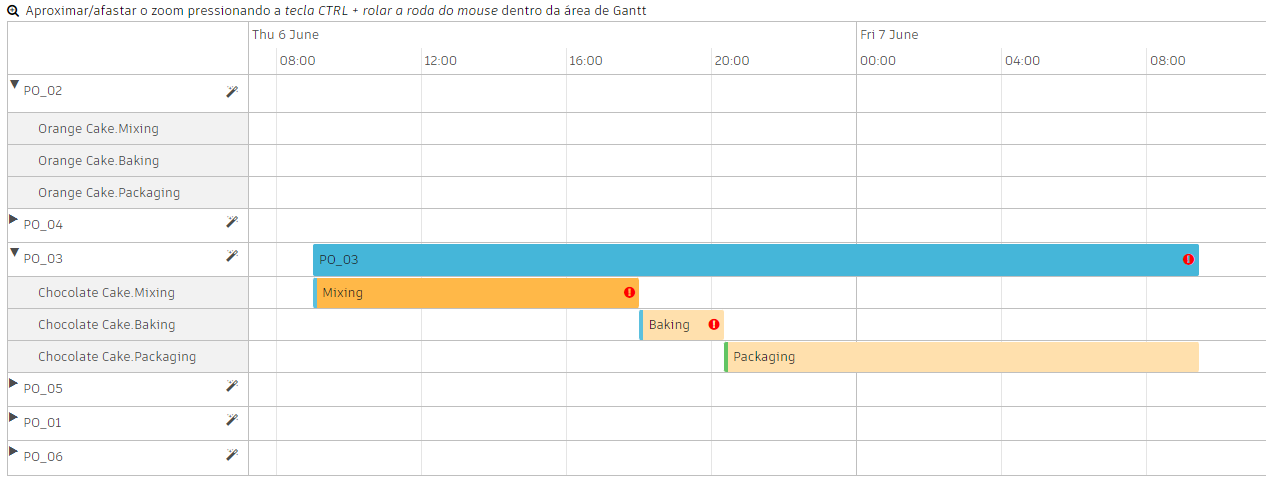 Aproximar/afastar o zoom pressionando a tecla CTRL + rolar a roda do mouse dentro da área de Gantt
Thu 6 June Fri 7 June
08:00 12:00 16:00 20:00 00:00 04:00 08:00
PO_02
Orange Cake.Mixing
Orange Cake.Baking
Orange Cake.Packaging
PO_04
PO_03 PO_03
Chocolate Cake.Mixing Mixing
Chocolate Cake.Baking Baking
Chocolate Cake.Packaging Packaging
PO_05
PO_01
PO_06